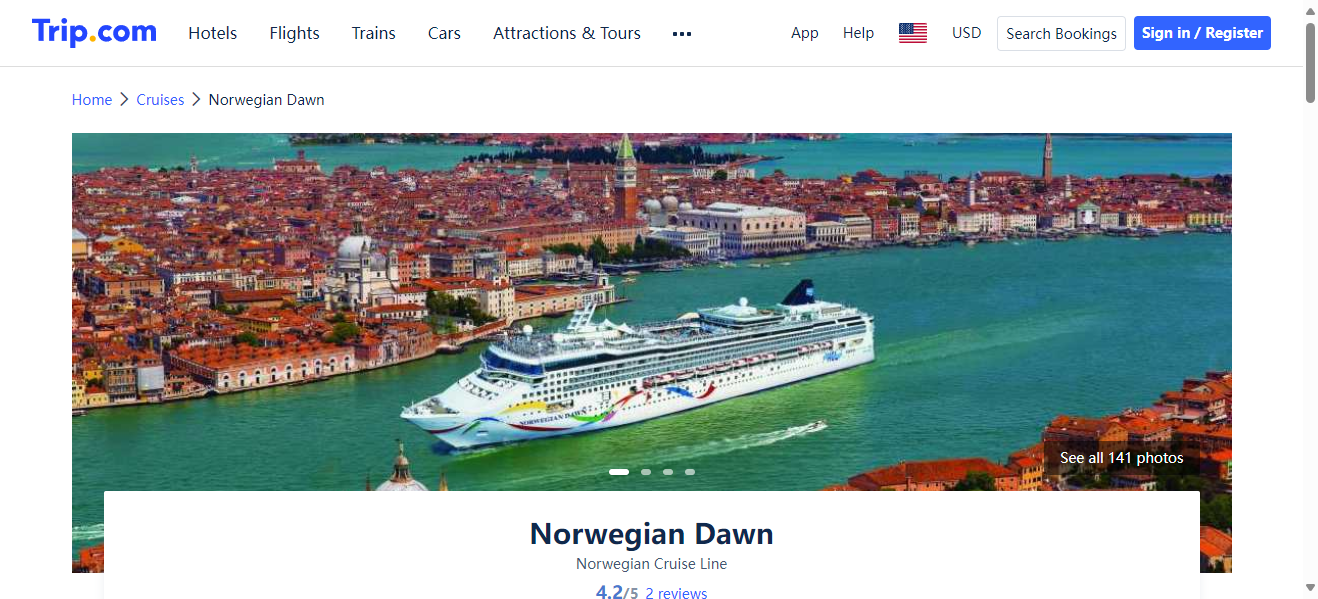 Trip.com Hotels Flights Trains Cars Attractions & Tours ••• App Help USD Search Bookings Sign in / Register
Home > Cruises > Norwegian Dawn
NORWEGIAN DAWN
See all 141 photos
Norwegian Dawn
Norwegian Cruise Line
4.2/5 2 reviews